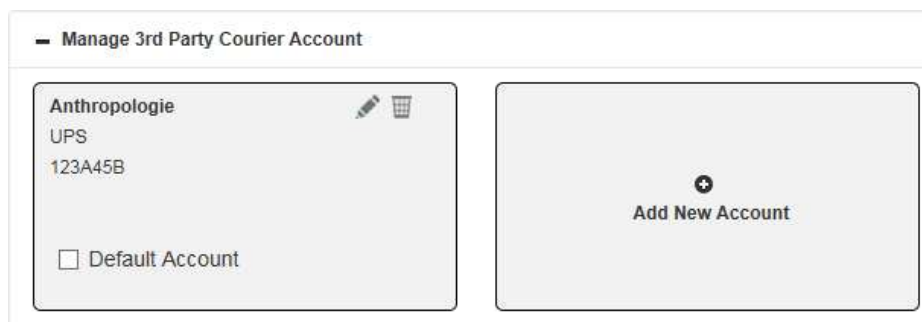 Manage 3rd Party Courier Account
Anthropologie
UPS
123A45B
Default Account
Add New Account